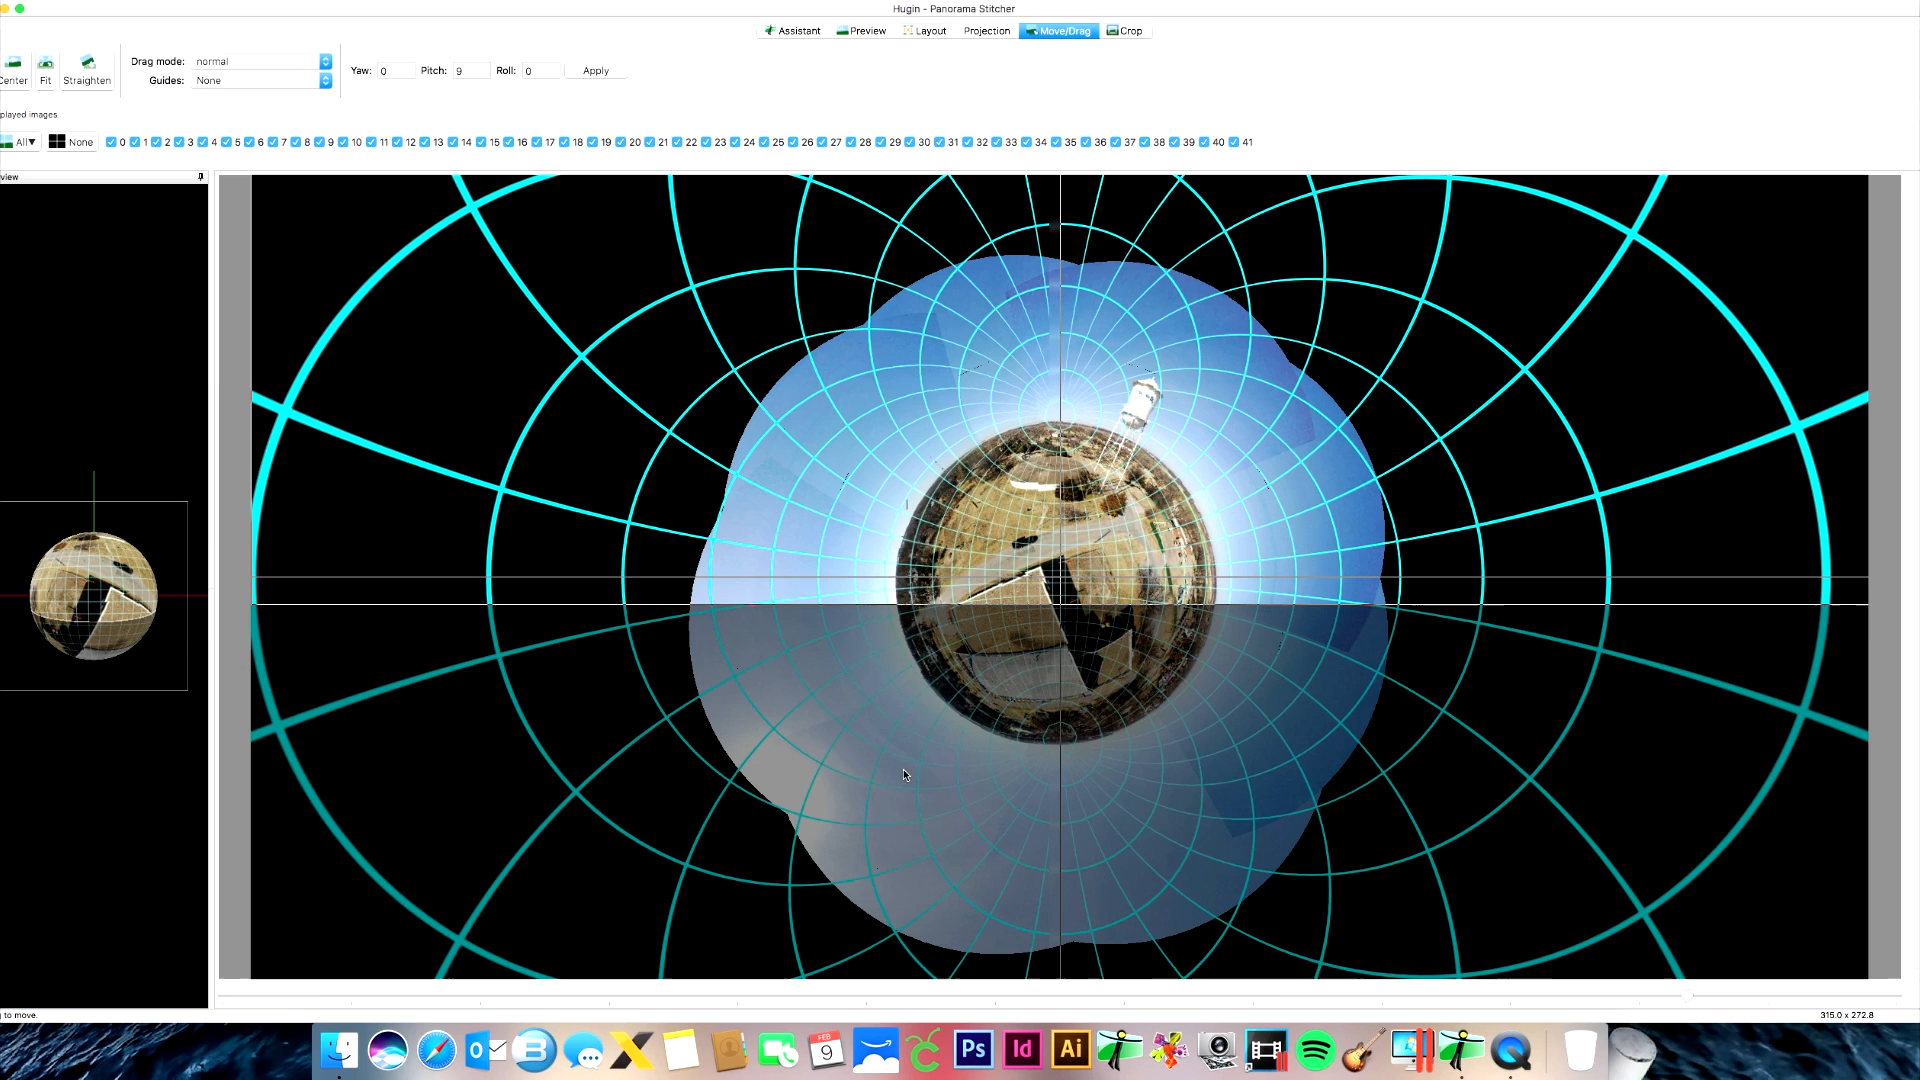 Hugin - Panorama Stitcher
Assistant Preview Layout Projection Move/Drag Crop
Center Fit Straighten
Drag mode: normal
Guides: None
Yaw: 0 Pitch: 9 Roll: 0 Apply
played images
All▼ None 0 1 2 3 4 5 6 7 8 9 10 11 12 13 14 15 16 17 18 19 20 21 22 23 24 25 26 27 28 29 30 31 32 33 34 35 36 37 38 39 40 41
view
to move.
315.0 x 272.8
FEB
9
Ps Id Ai